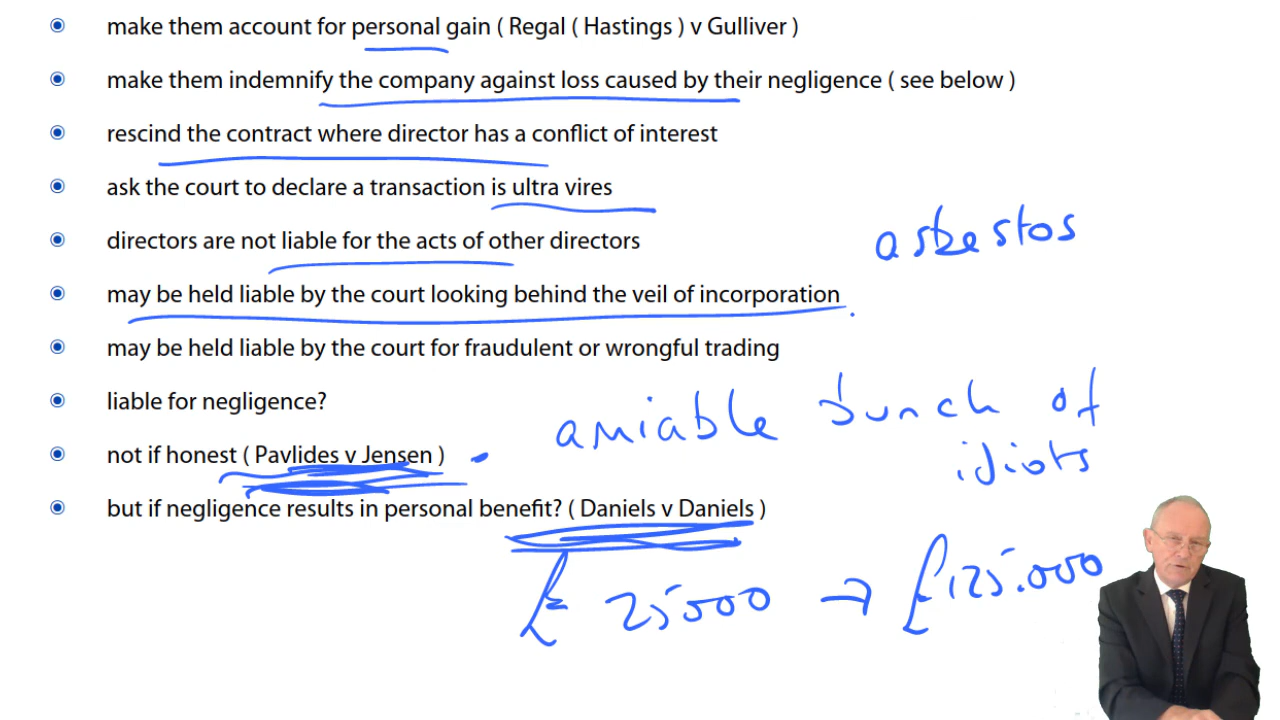 make them account for personal gain ( Regal ( Hastings ) v Gulliver )
make them indemnify the company against loss caused by their negligence ( see below )
rescind the contract where director has a conflict of interest
ask the court to declare a transaction is ultra vires
directors are not liable for the acts of other directors
asbestos
may be held liable by the court looking behind the veil of incorporation
may be held liable by the court for fraudulent or wrongful trading
liable for negligence?
amiable bunch of
idiots
not if honest ( Pavlides v Jensen )
but if negligence results in personal benefit? ( Daniels v Daniels )
£ 25000 → £125.000